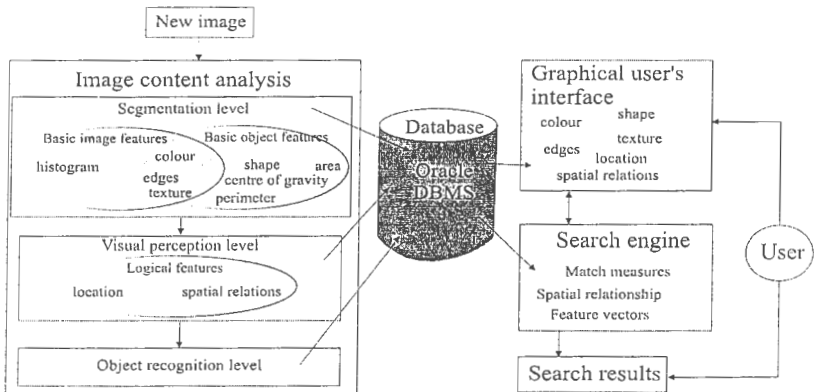 New image
Image content analysis
Segmentation level
Basic image features
Basic object features
histogram
colour
edges
texture
shape
area
centre of gravity
perimeter
Visual perception level
Logical features
location
spatial relations
Object recognition level
Database
Oracle
DBMS
Graphical user's
interface
colour
shape
edges
texture
location
spatial relations
Search engine
Match measures
Spatial relationship
Feature vectors
Search results
User